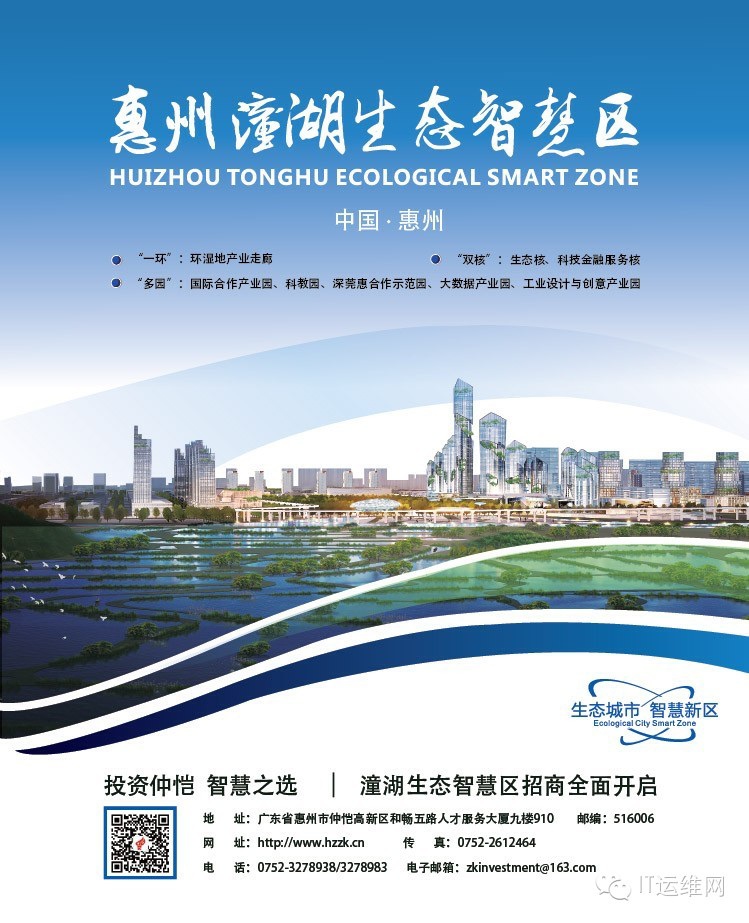 惠州潼湖生态智慧区
HUIZHOU TONGHU ECOLOGICAL SMART ZONE
中国·惠州
“一环”：环湿地产业走廊
“双核”：生态核、科技金融服务核
“多园”：国际合作产业园、科教园、深莞惠合作示范园、大数据产业园、工业设计与创意产业园
生态城市 智慧新区
Ecological City Smart Zone
投资仲恺 智慧之选 | 潼湖生态智慧区招商全面开启
地 址：广东省惠州市仲恺高新区和畅五路人才服务大厦九楼910 邮编：516006
网 址：http://www.hzzk.cn 传 真：0752-2612464
电 话：0752-3278938/3278983 电子邮箱：zkinvestment@163.com
IT运维网